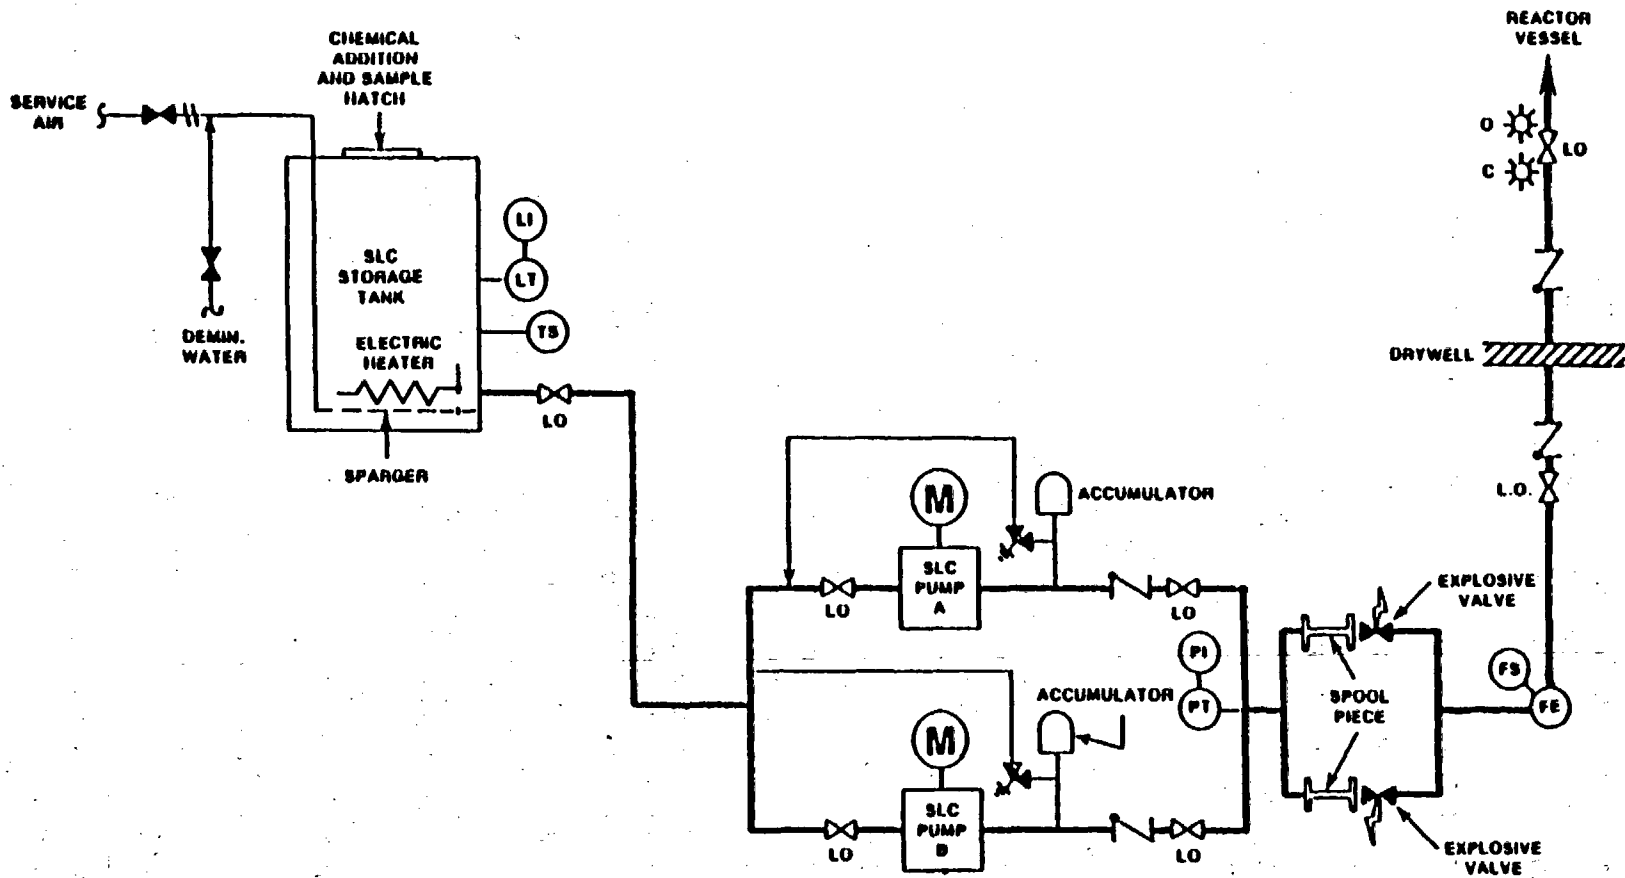 REACTOR
VESSEL
CHEMICAL
ADDITION
AND SAMPLE
HATCH
SERVICE
AIR
O
LO
C
LI
SLC
STORAGE
TANK
LT
DEMIN.
WATER
ELECTRIC
HEATER
TS
DRYWELL
LO
SPARGER
M
ACCUMULATOR
L.O.
SLC
PUMP
A
LO
LO
EXPLOSIVE
VALVE
PI
PT
ACCUMULATOR
SPOOL
PIECE
FS
FE
M
SLC
PUMP
B
LO
LO
EXPLOSIVE
VALVE